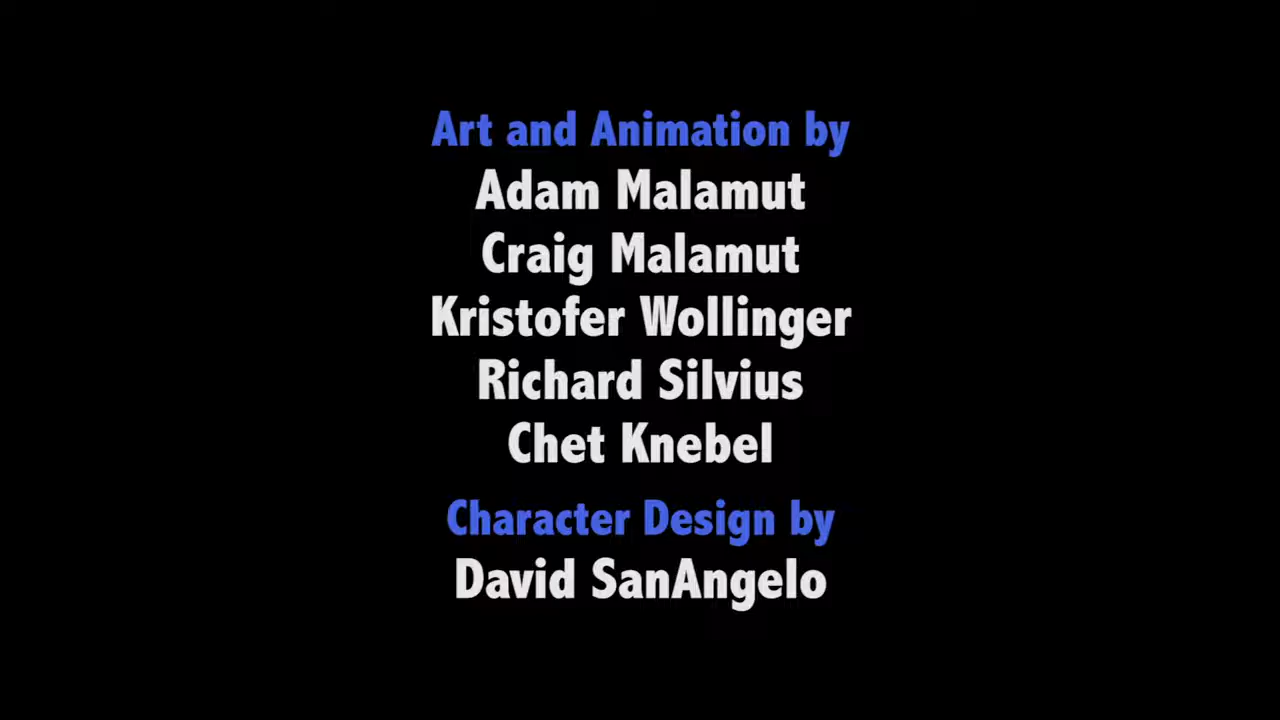 Art and Animation by
Adam Malamut
Craig Malamut
Kristofer Wollinger
Richard Silvius
Chet Knebel
Character Design by
David SanAngelo